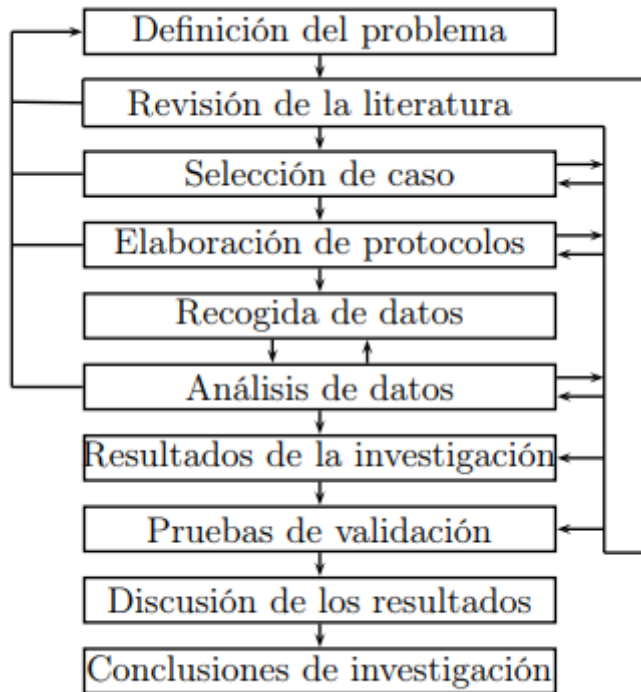 Definición del problema
Revisión de la literatura
Selección de caso
Elaboración de protocolos
Recogida de datos
Análisis de datos
Resultados de la investigación
Pruebas de validación
Discusión de los resultados
Conclusiones de investigación